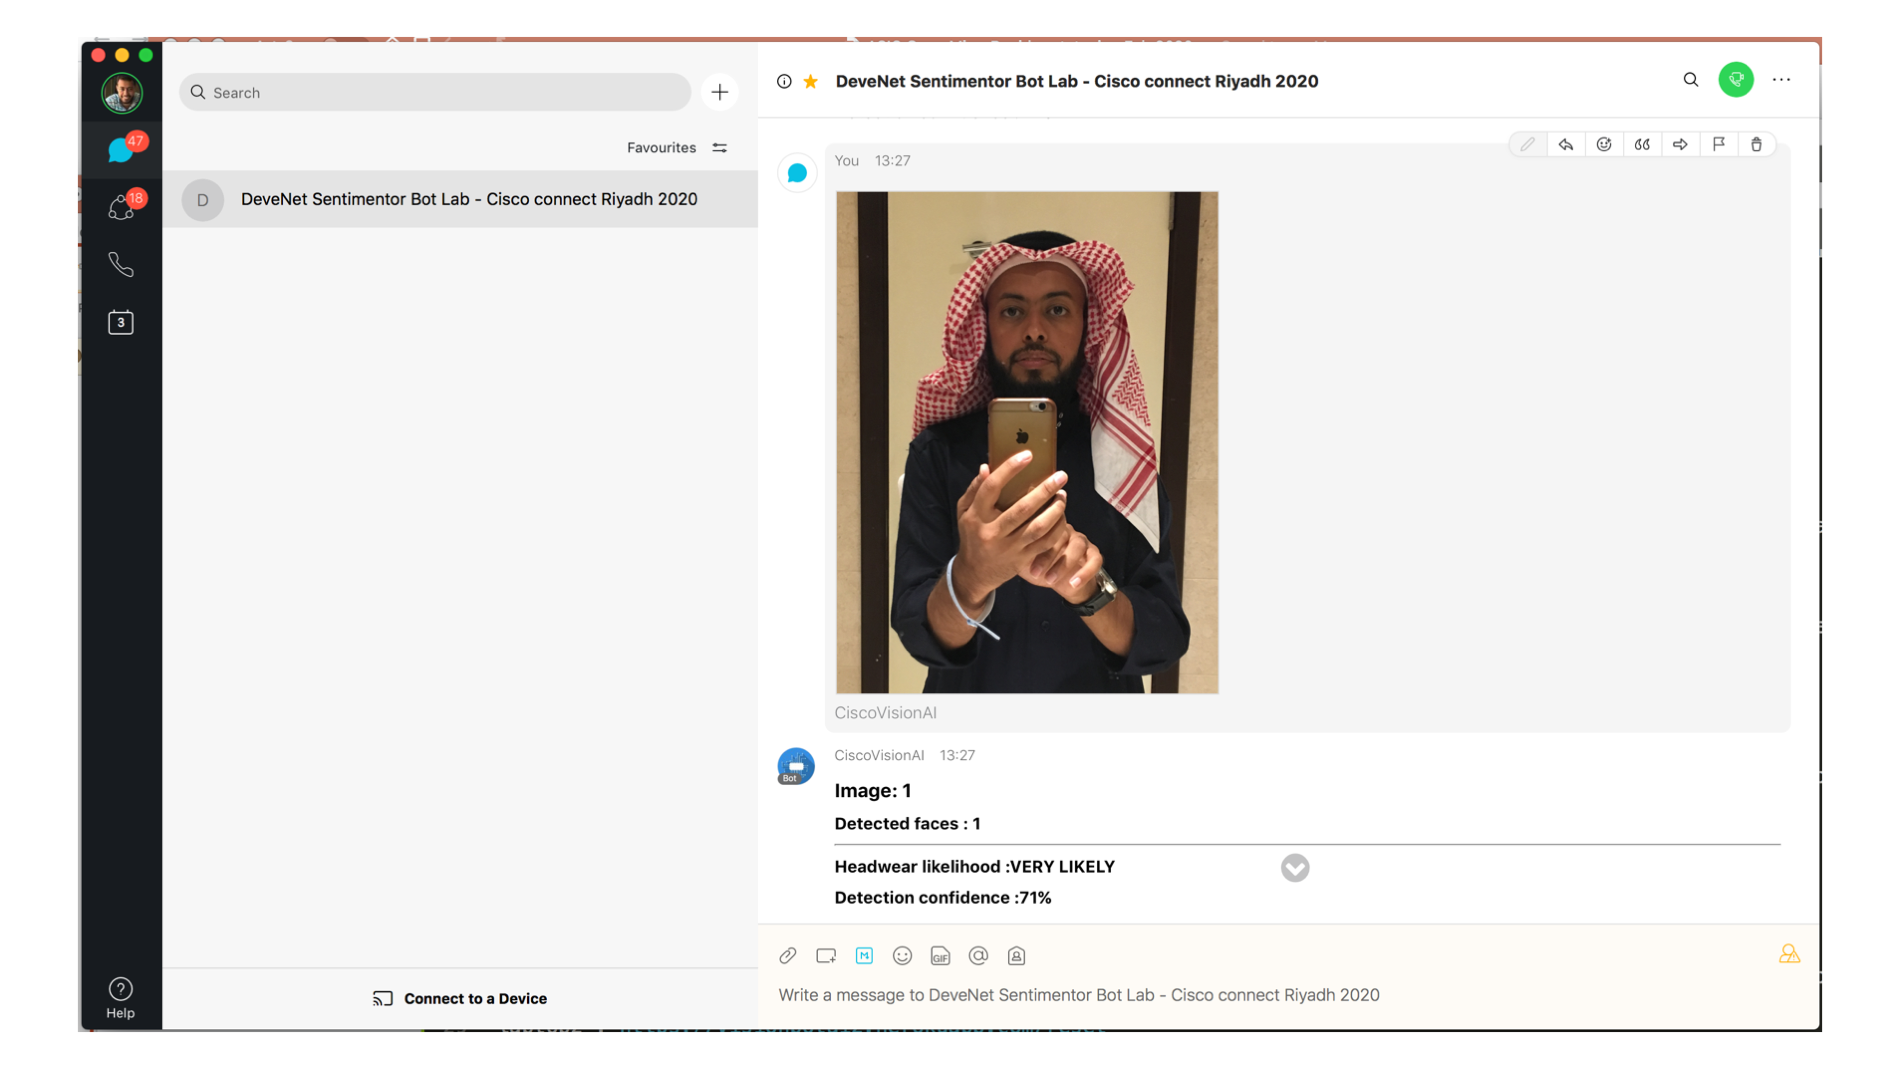 Search
47
Favourites
18
D
DeveNet Sentimentor Bot Lab - Cisco connect Riyadh 2020
3
Connect to a Device
Help
DeveNet Sentimentor Bot Lab - Cisco connect Riyadh 2020
You 13:27
CiscoVisionAI
CiscoVisionAI 13:27
Bot
Image: 1
Detected faces : 1
Headwear likelihood :VERY LIKELY
Detection confidence :71%
M
GIF
@
Write a message to DeveNet Sentimentor Bot Lab - Cisco connect Riyadh 2020